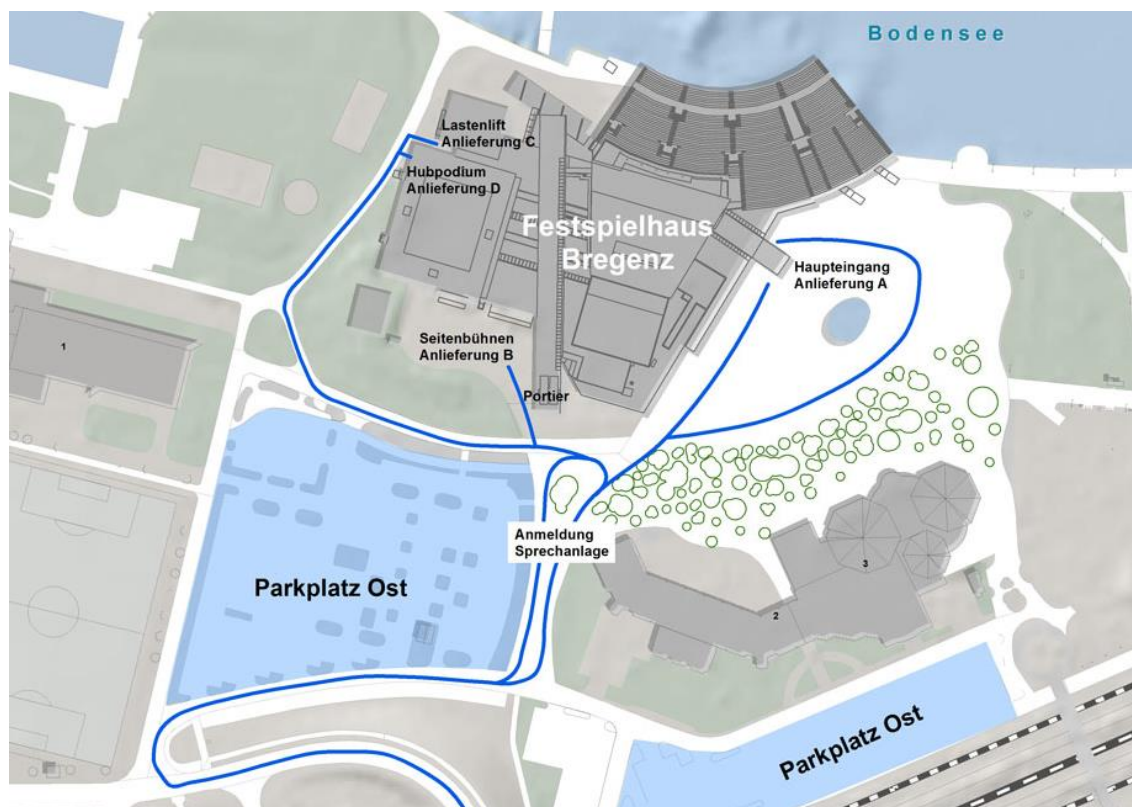 Bodensee
Lastenlift
Anlieferung C
Hubpodium
Anlieferung D
Festspielhaus
Bregenz
Haupteingang
Anlieferung A
Seitenbühnen
Anlieferung B
Portier
1
Anmeldung
Sprechanlage
Parkplatz Ost
3
2
Parkplatz Ost